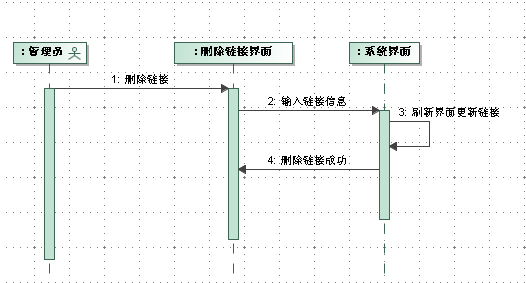 : 管理员
: 删除链接界面
: 系统界面
1: 删除链接
2: 输入链接信息
3: 刷新界面更新链接
4: 删除链接成功